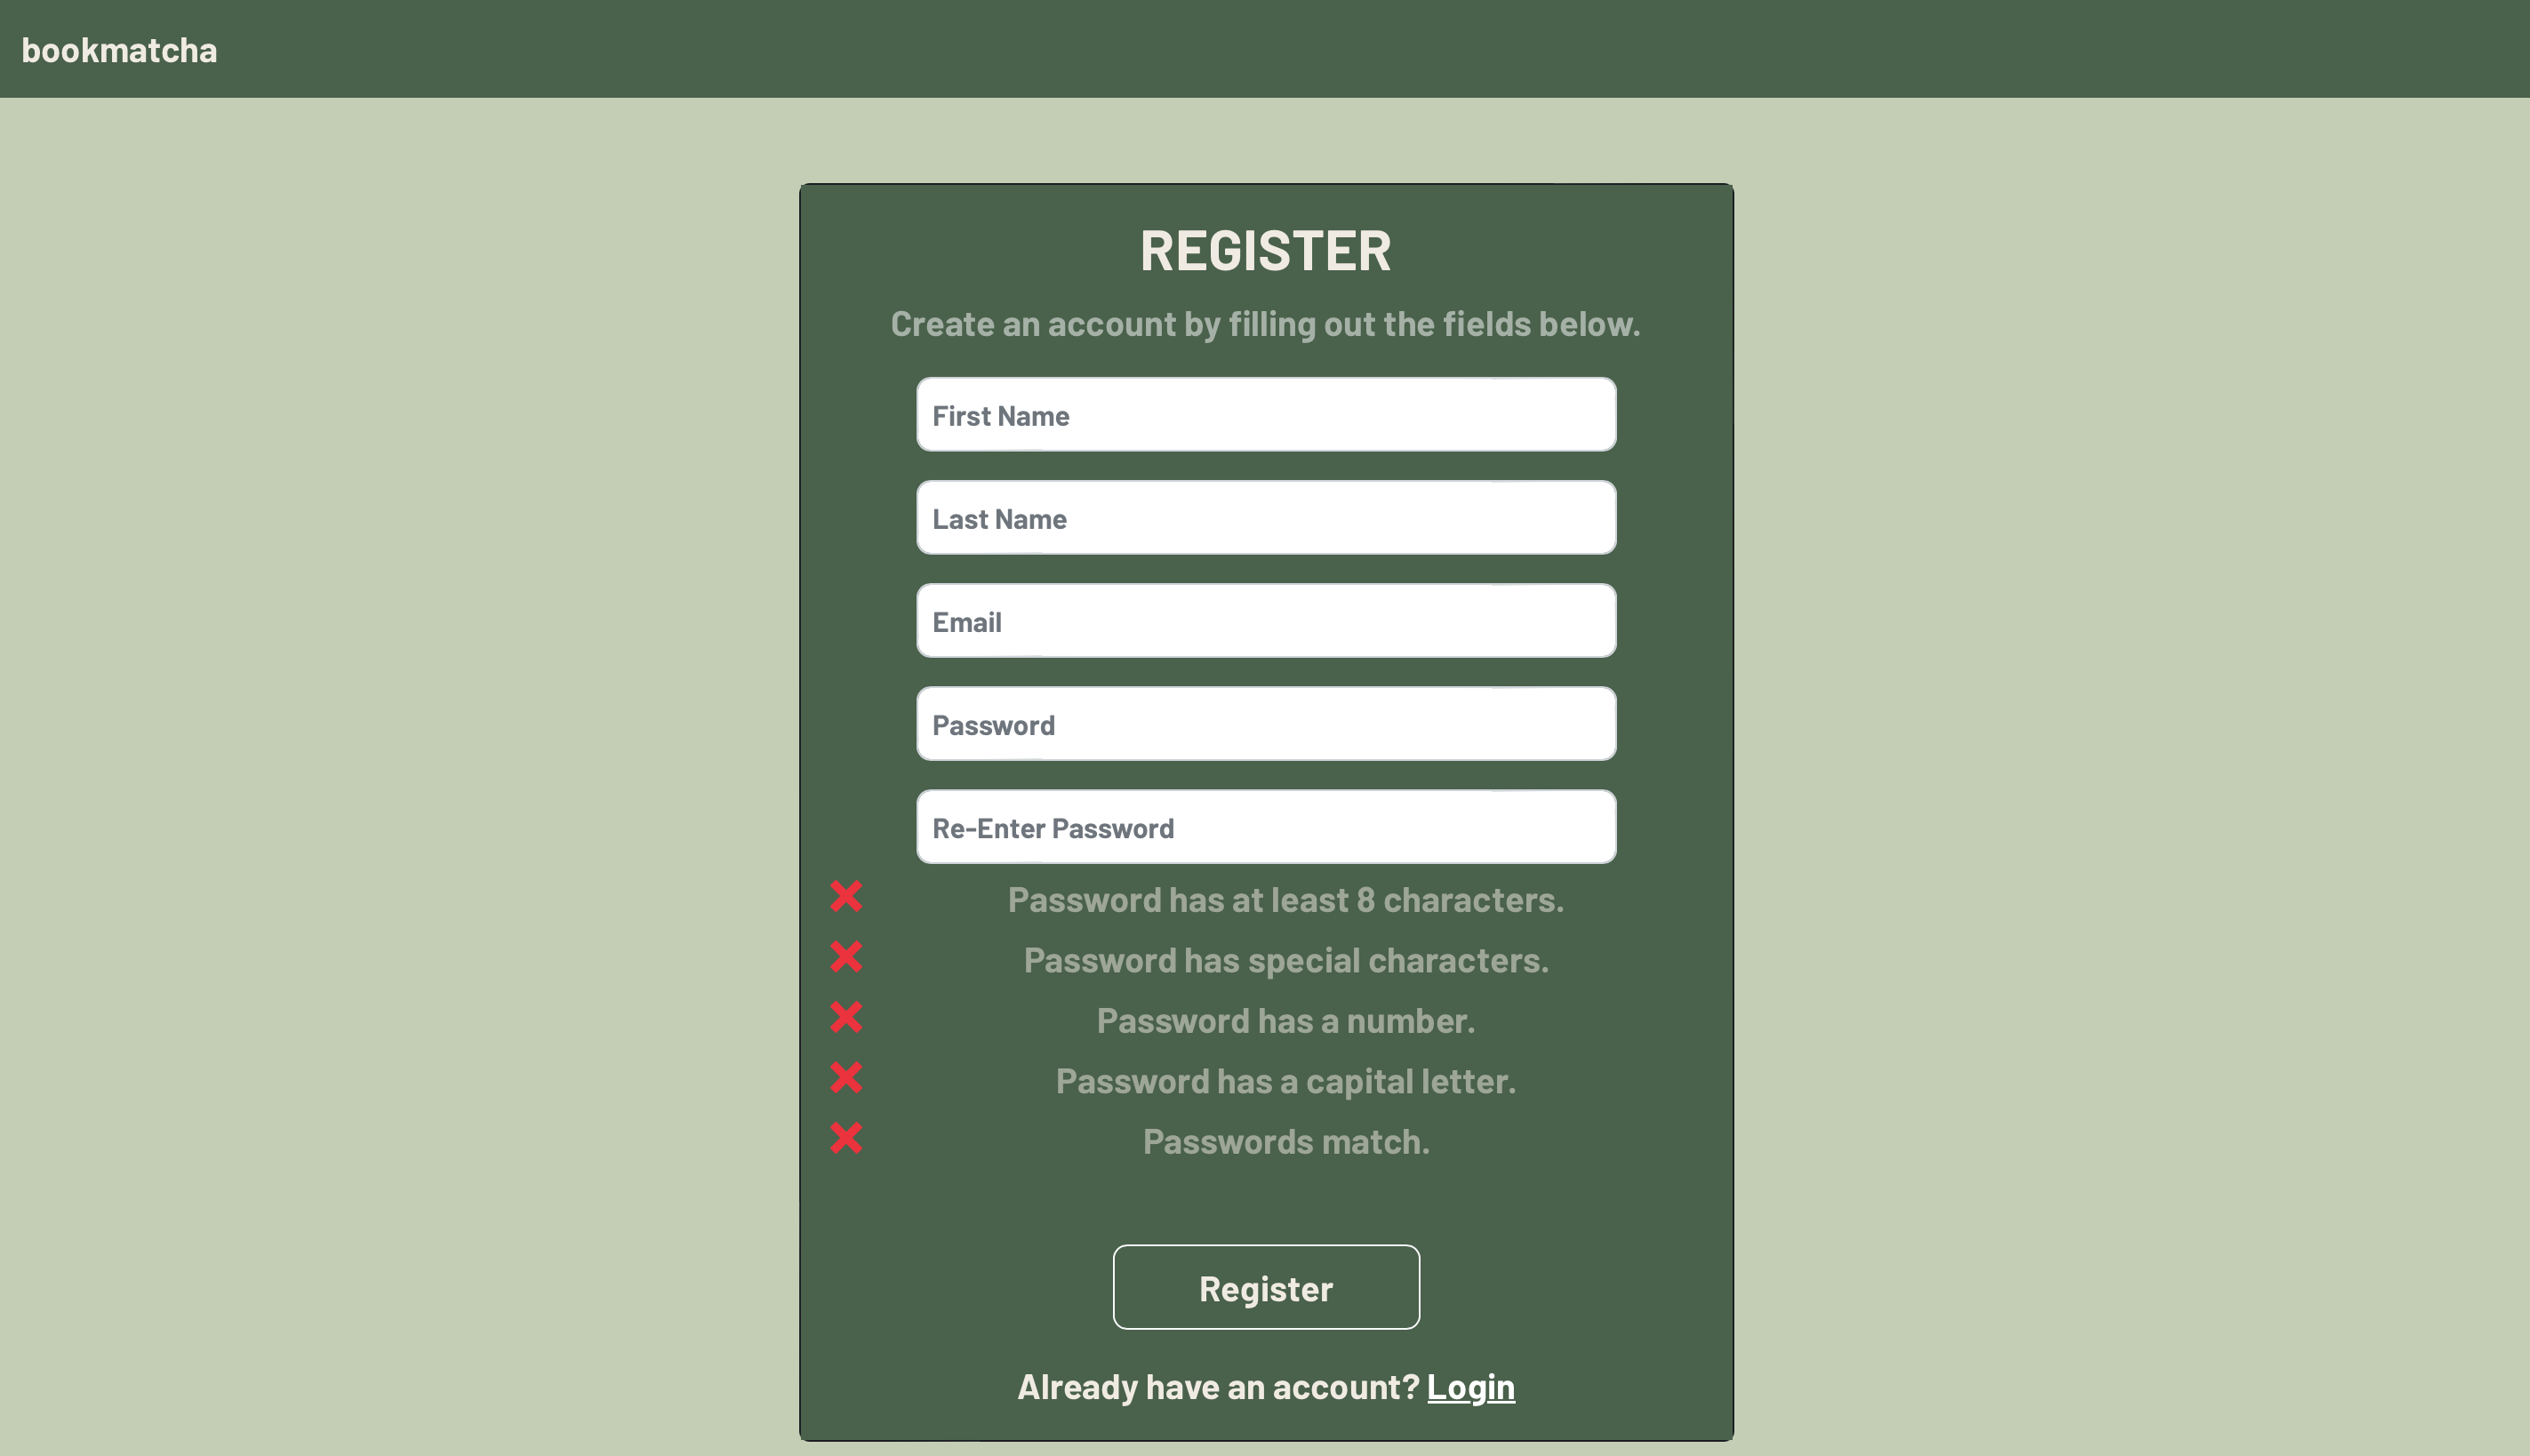 bookmatcha
REGISTER
Create an account by filling out the fields below.
First Name
Last Name
Email
Password
Re-Enter Password
Password has at least 8 characters.
Password has special characters.
Password has a number.
Password has a capital letter.
Passwords match.
Register
Already have an account? Login